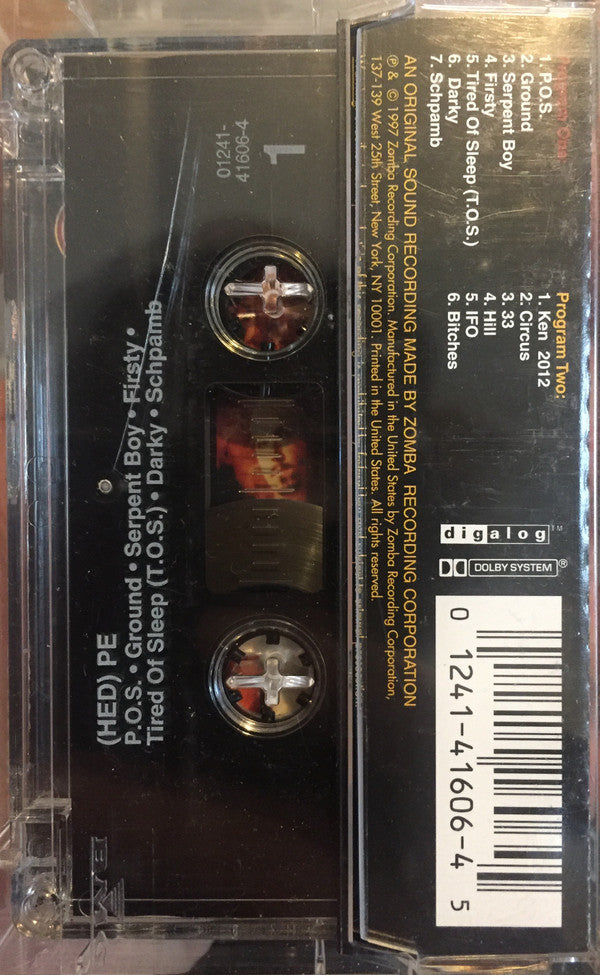 Program One:
1. P.O.S.
2. Ground
3. Serpent Boy
4. Firsty
5. Tired Of Sleep (T.O.S.)
6. Darky
7. Schpamb
Program Two:
1. Ken 2012
2. Circus
3. 33
4. Hill
5. IFO
6. Bitches
digalog™
DOLBY SYSTEM®
0 1241-41606-4 5
AN ORIGINAL SOUND RECORDING MADE BY ZOMBA RECORDING CORPORATION
℗ & © 1997 Zomba Recording Corporation. Manufactured in the United States by Zomba Recording Corporation,
137-139 West 25th Street, New York, NY 10001. Printed in the United States. All rights reserved.
1
01241
41606-4
(HED) PE
P.O.S. • Ground • Serpent Boy • Firsty •
Tired Of Sleep (T.O.S.) • Darky • Schpamb
BMG